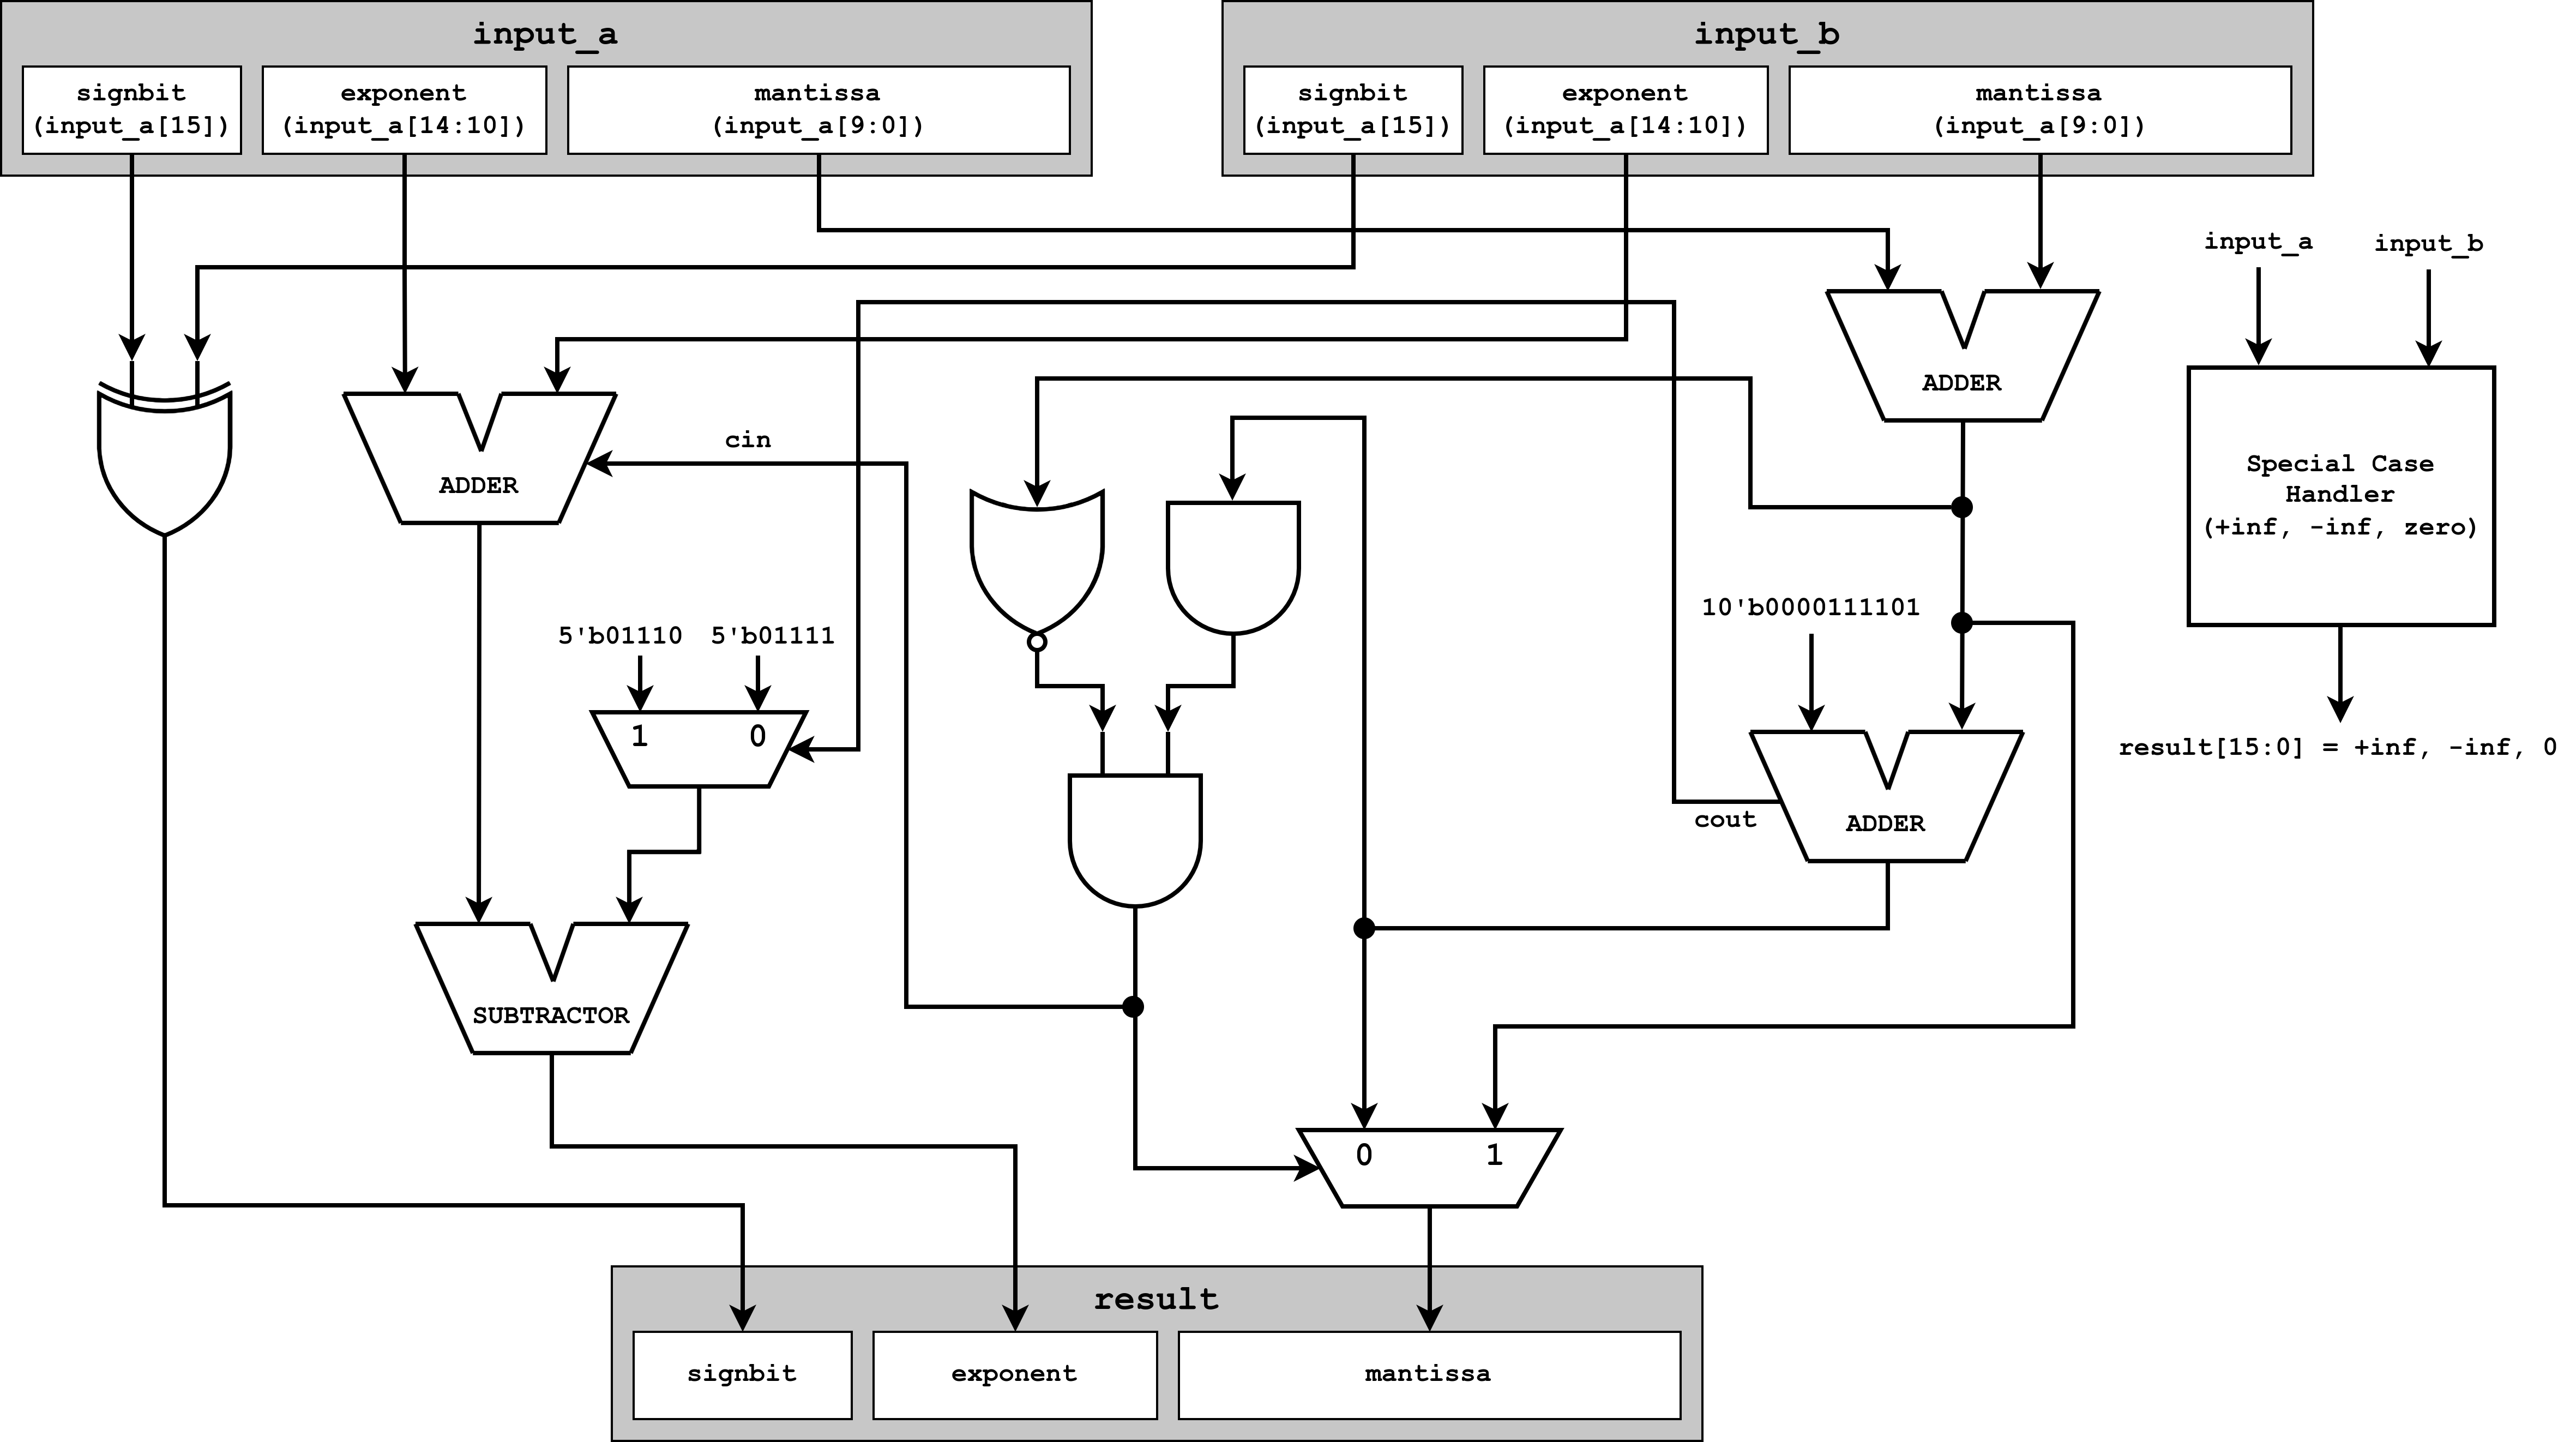 input_a
signbit
(input_a[15])
exponent
(input_a[14:10])
mantissa
(input_a[9:0])
input_b
signbit
(input_a[15])
exponent
(input_a[14:10])
mantissa
(input_a[9:0])
input_a
input_b
ADDER
Special Case
Handler
(+inf, -inf, zero)
result[15:0] = +inf, -inf, 0
cin
ADDER
5'b01110
5'b01111
1
0
10'b0000111101
cout
ADDER
SUBTRACTOR
0
1
result
signbit
exponent
mantissa